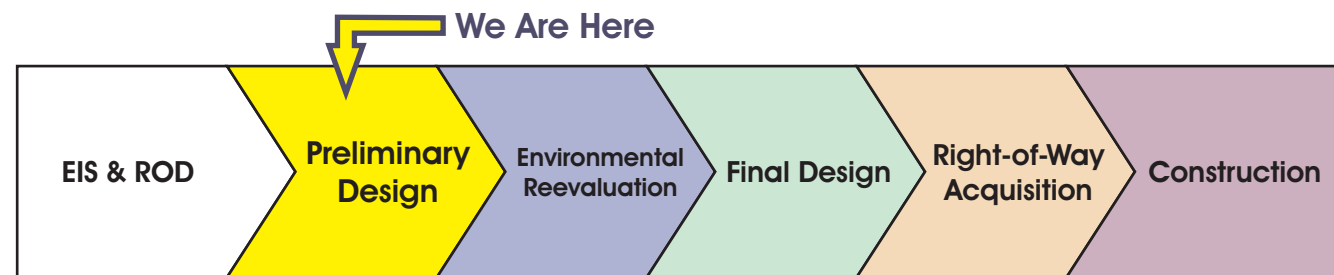 We Are Here
EIS & ROD
Preliminary
Design
Environmental
Reevaluation
Final Design
Right-of-Way
Acquisition
Construction